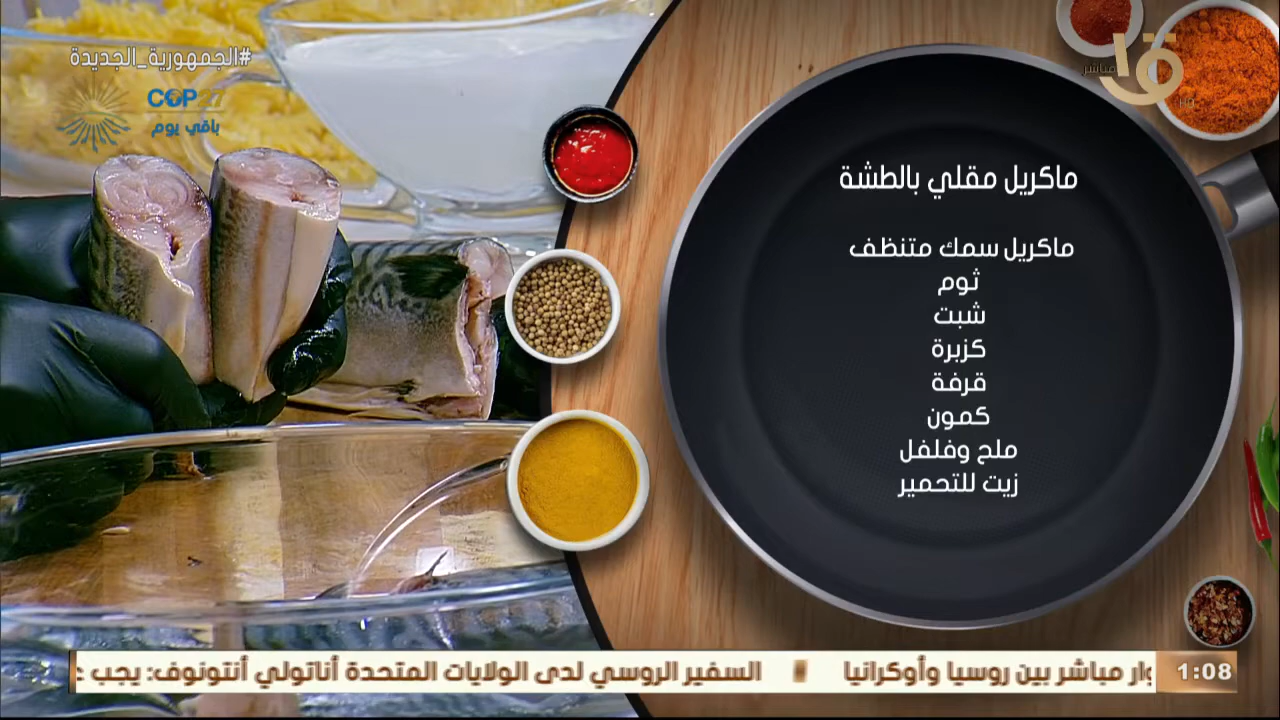 #الجمهورية_الجديدة
COP27
باقي يوم
مباشر
HD
ماكريل مقلي بالطشة
ماكريل سمك متنظف
ثوم
شبت
كزبرة
قرفة
كمون
ملح وفلفل
زيت للتحمير
مباشر بين روسيا وأوكرانيا
السفير الروسي لدى الولايات المتحدة أناتولي أنتونوف: يجب
1:08